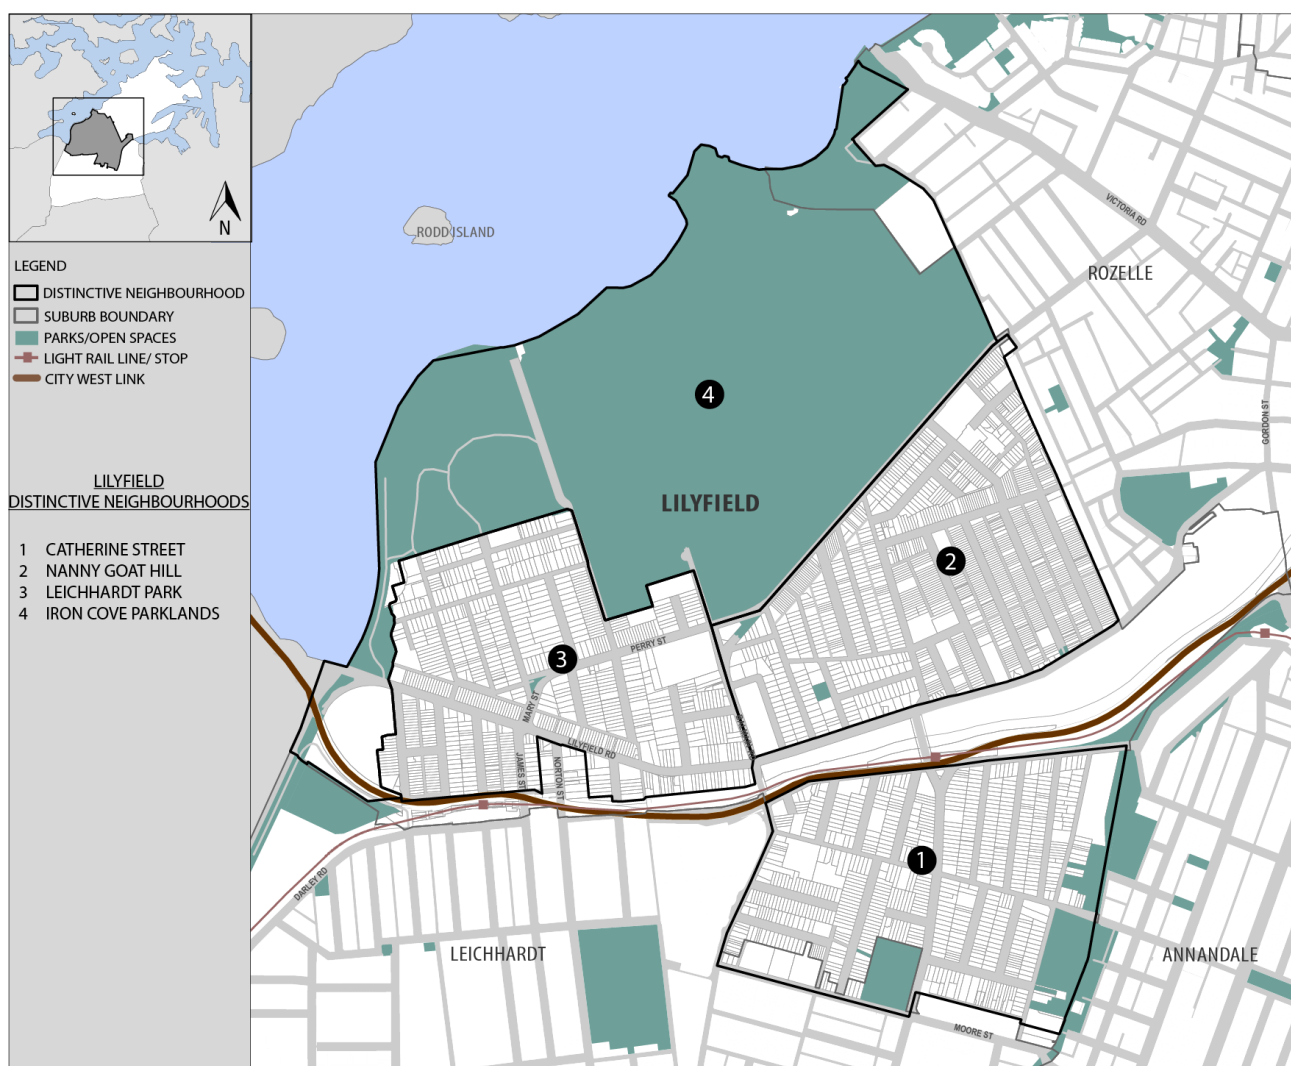 N
LEGEND
DISTINCTIVE NEIGHBOURHOOD
SUBURB BOUNDARY
PARKS/OPEN SPACES
LIGHT RAIL LINE/ STOP
CITY WEST LINK
LILYFIELD
DISTINCTIVE NEIGHBOURHOODS
1 CATHERINE STREET
2 NANNY GOAT HILL
3 LEICHHARDT PARK
4 IRON COVE PARKLANDS
RODD ISLAND
VICTORIA RD
ROZELLE
4
GORDON ST
LILYFIELD
2
3
PERRY ST
MARY ST
LILYFIELD RD
JAMES ST
NORTON ST
1
DARLEY RD
LEICHHARDT
ANNANDALE
MOORE ST